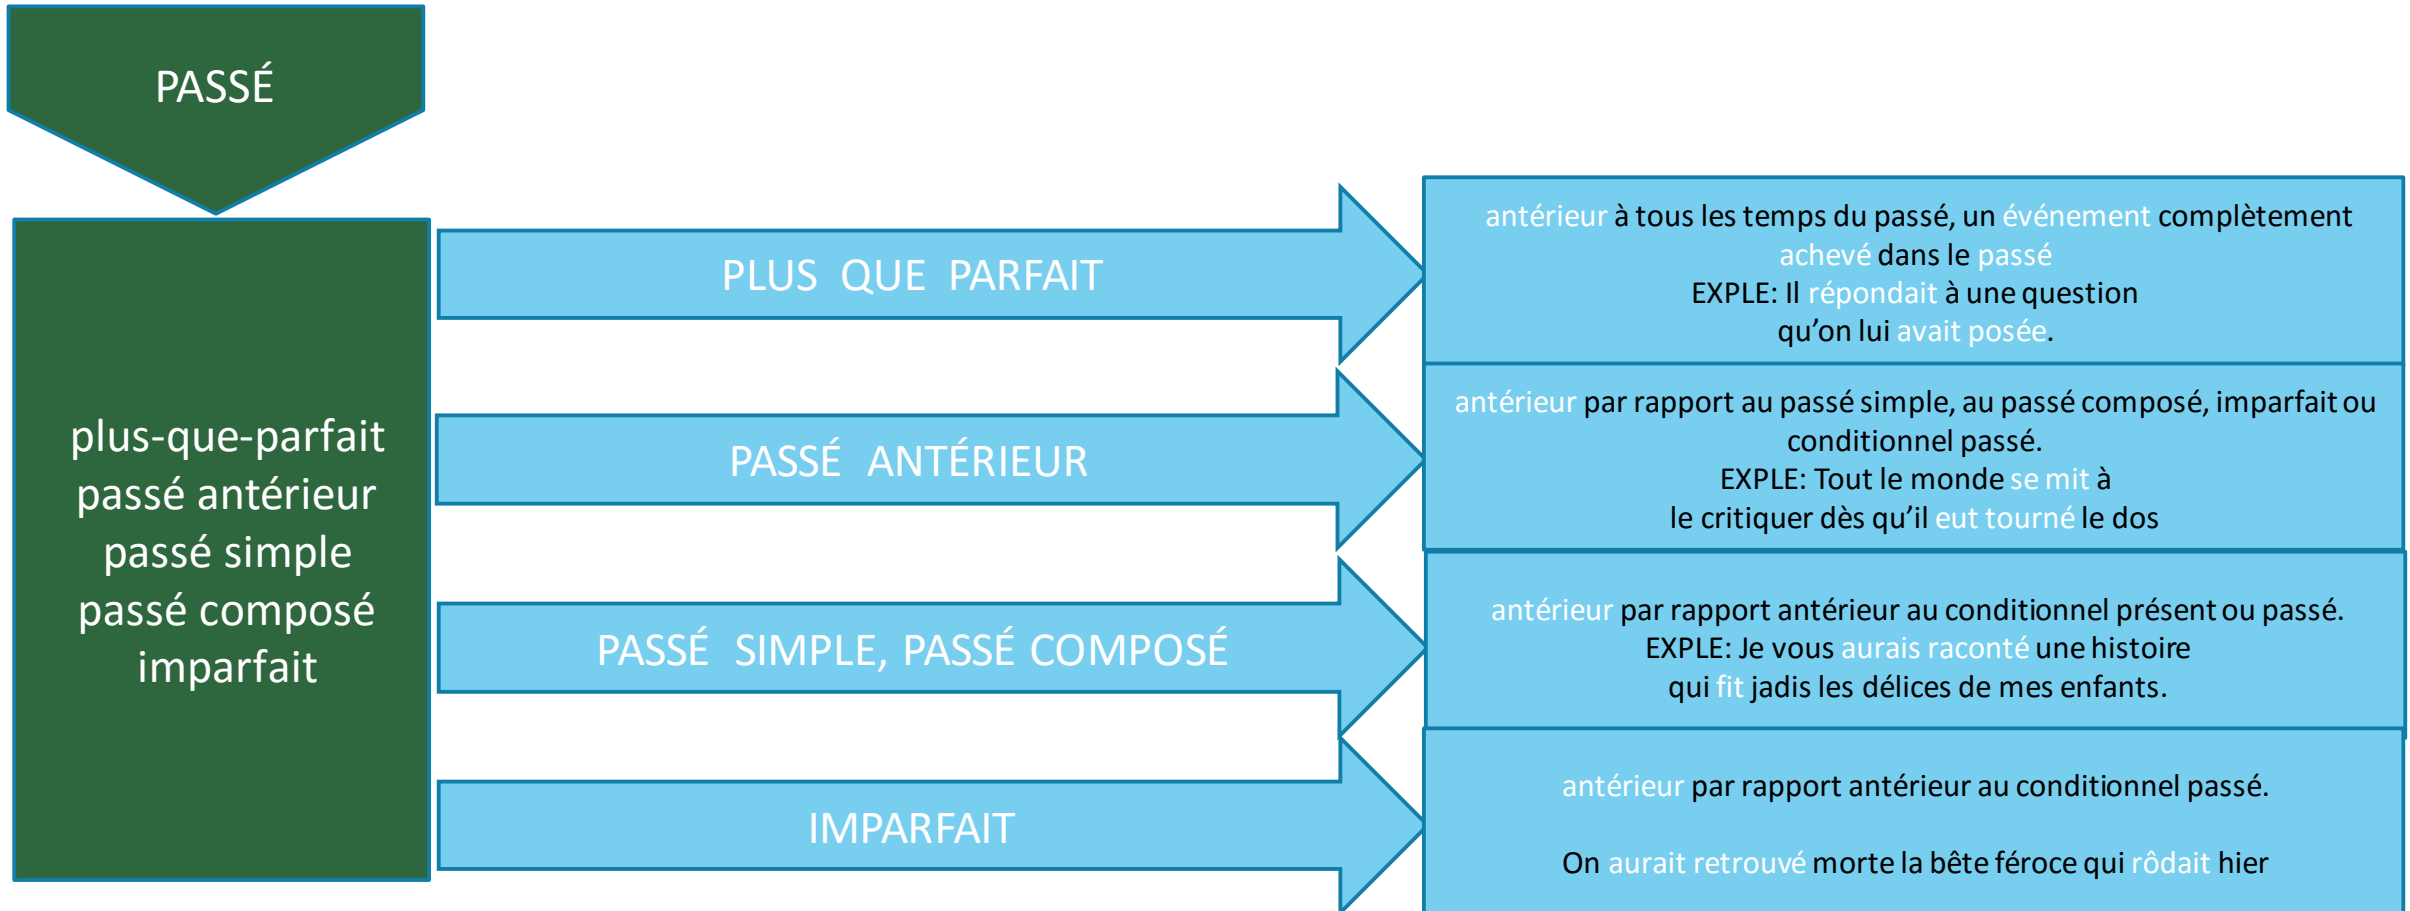 PASSÉ
plus-que-parfait
passé antérieur
passé simple
passé composé
imparfait
PLUS QUE PARFAIT
antérieur à tous les temps du passé, un événement complètement
achevé dans le passé
EXPLE: Il répondait à une question
qu’on lui avait posée.
PASSÉ ANTÉRIEUR
antérieur par rapport au passé simple, au passé composé, imparfait ou
conditionnel passé.
EXPLE: Tout le monde se mit à
le critiquer dès qu’il eut tourné le dos
PASSÉ SIMPLE, PASSÉ COMPOSÉ
antérieur par rapport antérieur au conditionnel présent ou passé.
EXPLE: Je vous aurais raconté une histoire
qui fit jadis les délices de mes enfants.
IMPARFAIT
antérieur par rapport antérieur au conditionnel passé.
On aurait retrouvé morte la bête féroce qui rôdait hier